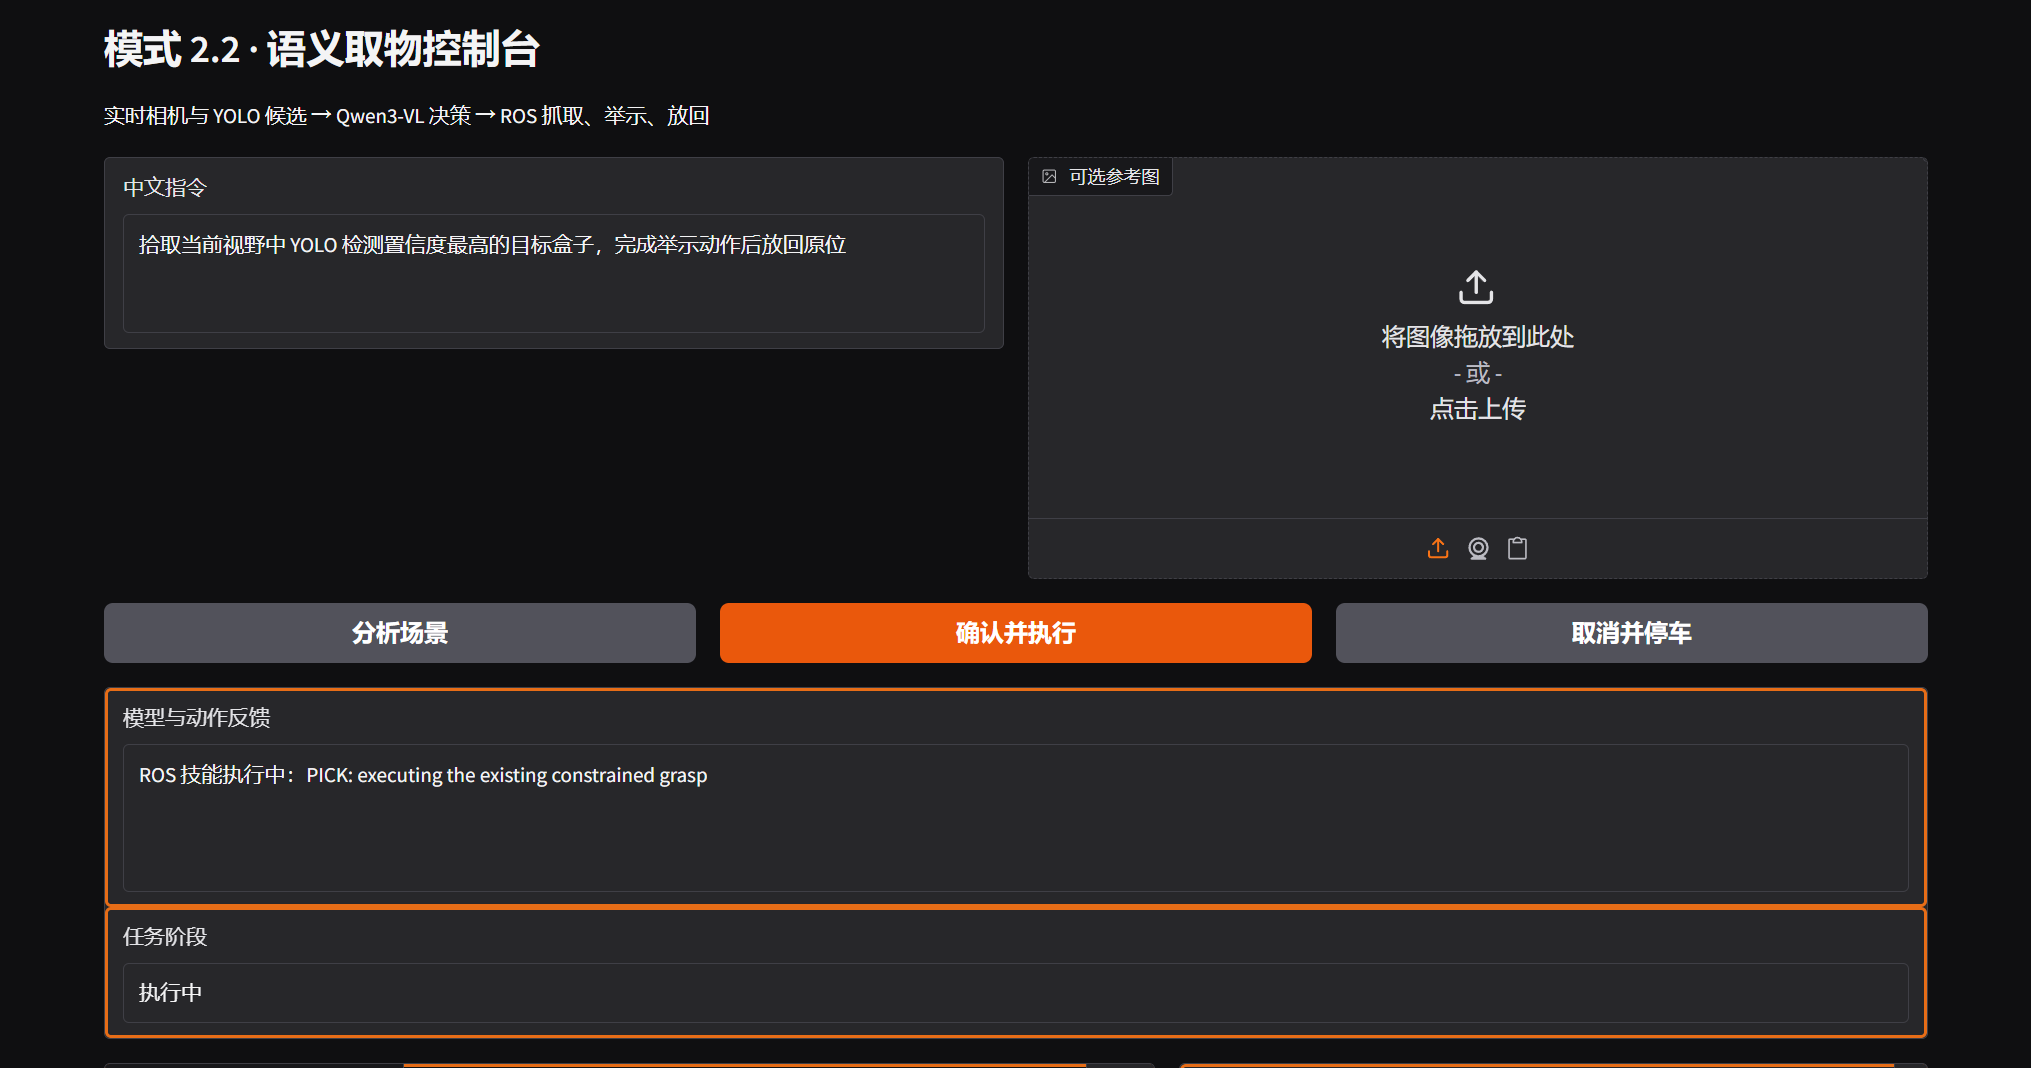 模式 2.2 · 语义取物控制台
实时相机与 YOLO 候选 → Qwen3-VL 决策 → ROS 抓取、举示、放回
中文指令
拾取当前视野中 YOLO 检测置信度最高的目标盒子，完成举示动作后放回原位
可选参考图
将图像拖放到此处
- 或 -
点击上传
分析场景
确认并执行
取消并停车
模型与动作反馈
ROS 技能执行中：PICK: executing the existing constrained grasp
任务阶段
执行中